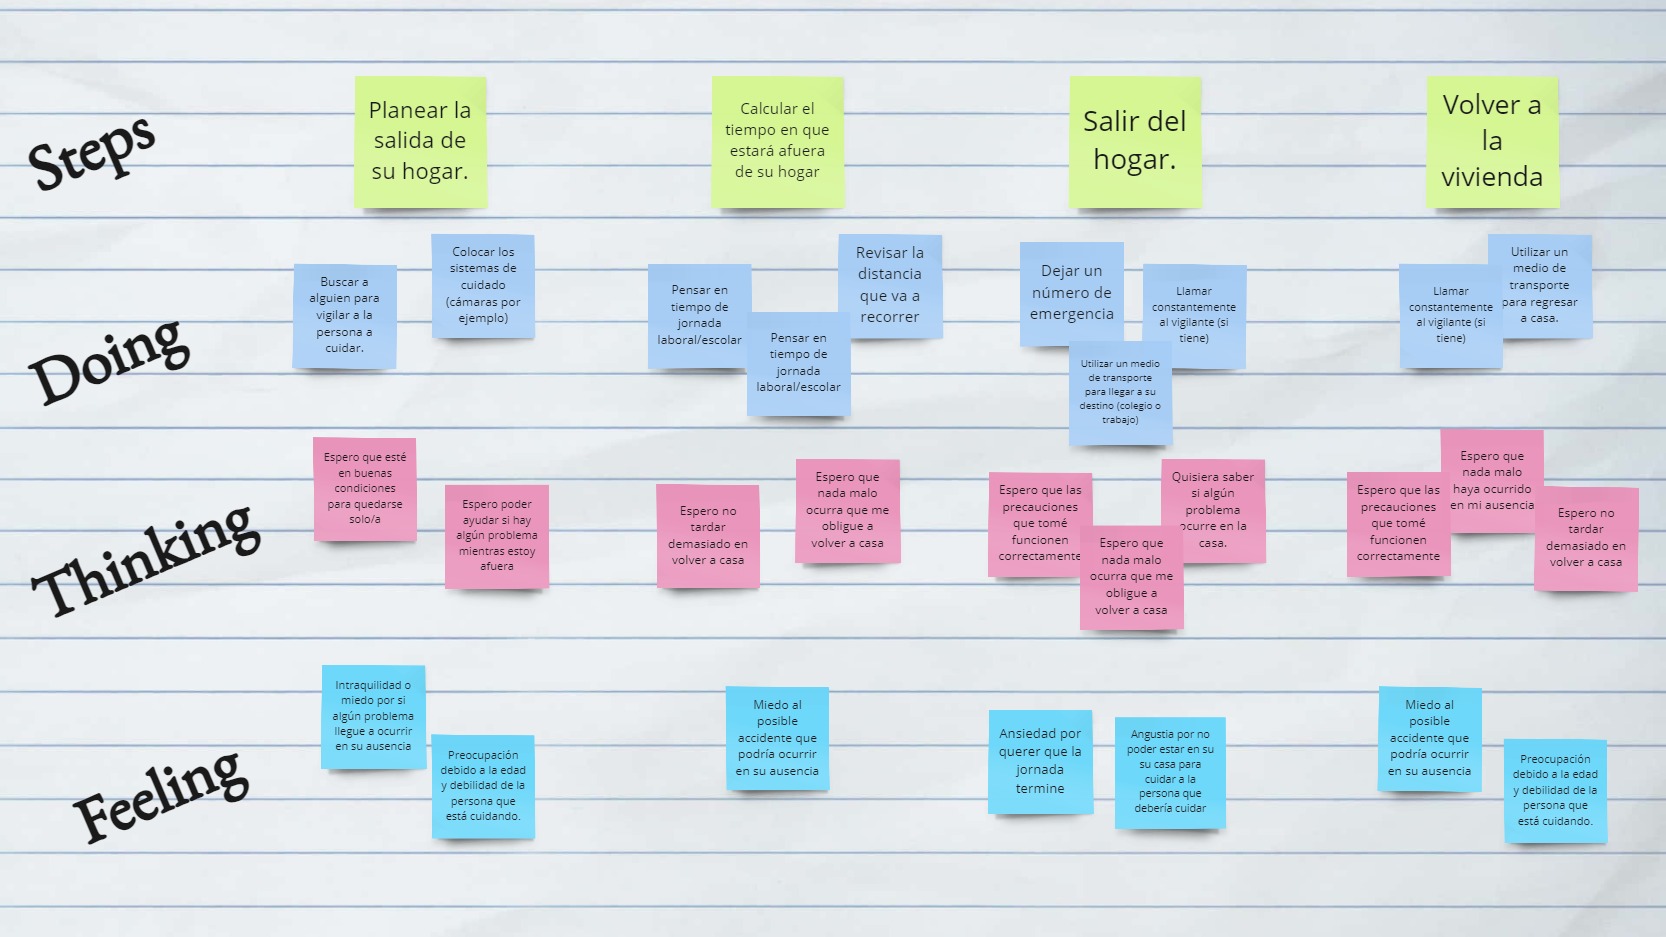 Steps
Planear la
salida de
su hogar.
Calcular el
tiempo en que
estará afuera
de su hogar
Salir del
hogar.
Volver a
la
vivienda
Doing
Buscar a
alguien para
vigilar a la
persona a
cuidar.
Colocar los
sistemas de
cuidado
(cámaras por
ejemplo)
Pensar en
tiempo de
jornada
laboral/escolar
Pensar en
tiempo de
jornada
laboral/escolar
Revisar la
distancia
que va a
recorrer
Dejar un
número de
emergencia
Utilizar un medio
de transporte
para llegar a su
destino (colegio o
trabajo)
Llamar
constantemente
al vigilante (si
tiene)
Llamar
constantemente
al vigilante (si
tiene)
Utilizar un
medio de
transporte
para regresar
a casa.
Thinking
Espero que esté
en buenas
condiciones
para quedarse
solo/a
Espero poder
ayudar si hay
algún problema
mientras estoy
afuera
Espero no
tardar
demasiado en
volver a casa
Espero que
nada malo
ocurra que me
obligue a
volver a casa
Espero que las
precauciones
que tomé
funcionen
correctamente
Espero que
nada malo
ocurra que me
obligue a
volver a casa
Quisiera saber
si algún
problema
ocurre en la
casa.
Espero que las
precauciones
que tomé
funcionen
correctamente
Espero que
nada malo
haya ocurrido
en mi ausencia
Espero no
tardar
demasiado en
volver a casa
Feeling
Intraquilidad o
miedo por si
algún problema
llegue a ocurrir
en su ausencia
Preocupación
debido a la edad
y debilidad de la
persona que
está cuidando.
Miedo al
posible
accidente que
podría ocurrir
en su ausencia
Ansiedad por
querer que la
jornada
termine
Angustia por no
poder estar en su
su casa para
cuidar a la
persona que
debería cuidar
Miedo al
posible
accidente que
podría ocurrir
en su ausencia
Preocupación
debido a la edad
y debilidad de la
persona que
está cuidando.